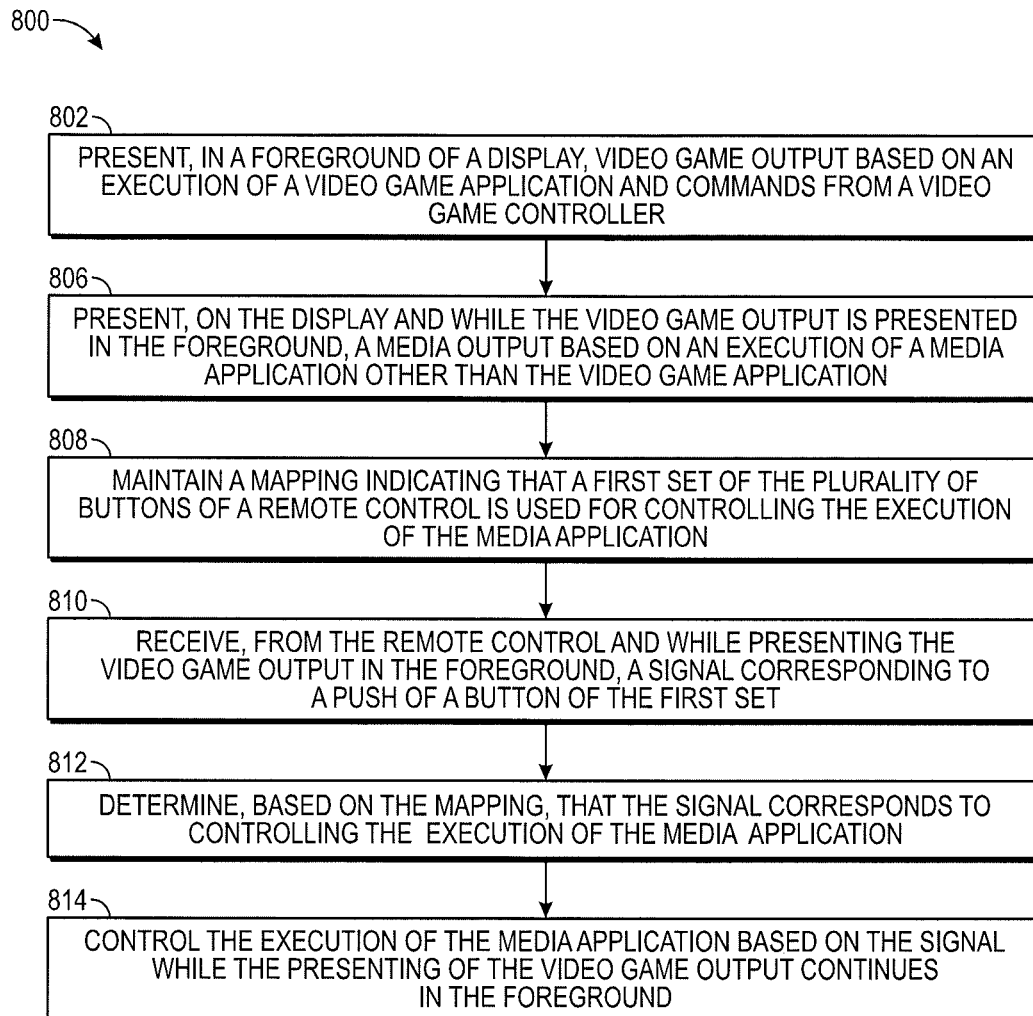 800
802
PRESENT, IN A FOREGROUND OF A DISPLAY, VIDEO GAME OUTPUT BASED ON AN
EXECUTION OF A VIDEO GAME APPLICATION AND COMMANDS FROM A VIDEO
GAME CONTROLLER
806
PRESENT, ON THE DISPLAY AND WHILE THE VIDEO GAME OUTPUT IS PRESENTED
IN THE FOREGROUND, A MEDIA OUTPUT BASED ON AN EXECUTION OF A MEDIA
APPLICATION OTHER THAN THE VIDEO GAME APPLICATION
808
MAINTAIN A MAPPING INDICATING THAT A FIRST SET OF THE PLURALITY OF
BUTTONS OF A REMOTE CONTROL IS USED FOR CONTROLLING THE EXECUTION
OF THE MEDIA APPLICATION
810
RECEIVE, FROM THE REMOTE CONTROL AND WHILE PRESENTING THE
VIDEO GAME OUTPUT IN THE FOREGROUND, A SIGNAL CORRESPONDING TO
A PUSH OF A BUTTON OF THE FIRST SET
812
DETERMINE, BASED ON THE MAPPING, THAT THE SIGNAL CORRESPONDS TO
CONTROLLING THE EXECUTION OF THE MEDIA APPLICATION
814
CONTROL THE EXECUTION OF THE MEDIA APPLICATION BASED ON THE SIGNAL
WHILE THE PRESENTING OF THE VIDEO GAME OUTPUT CONTINUES
IN THE FOREGROUND